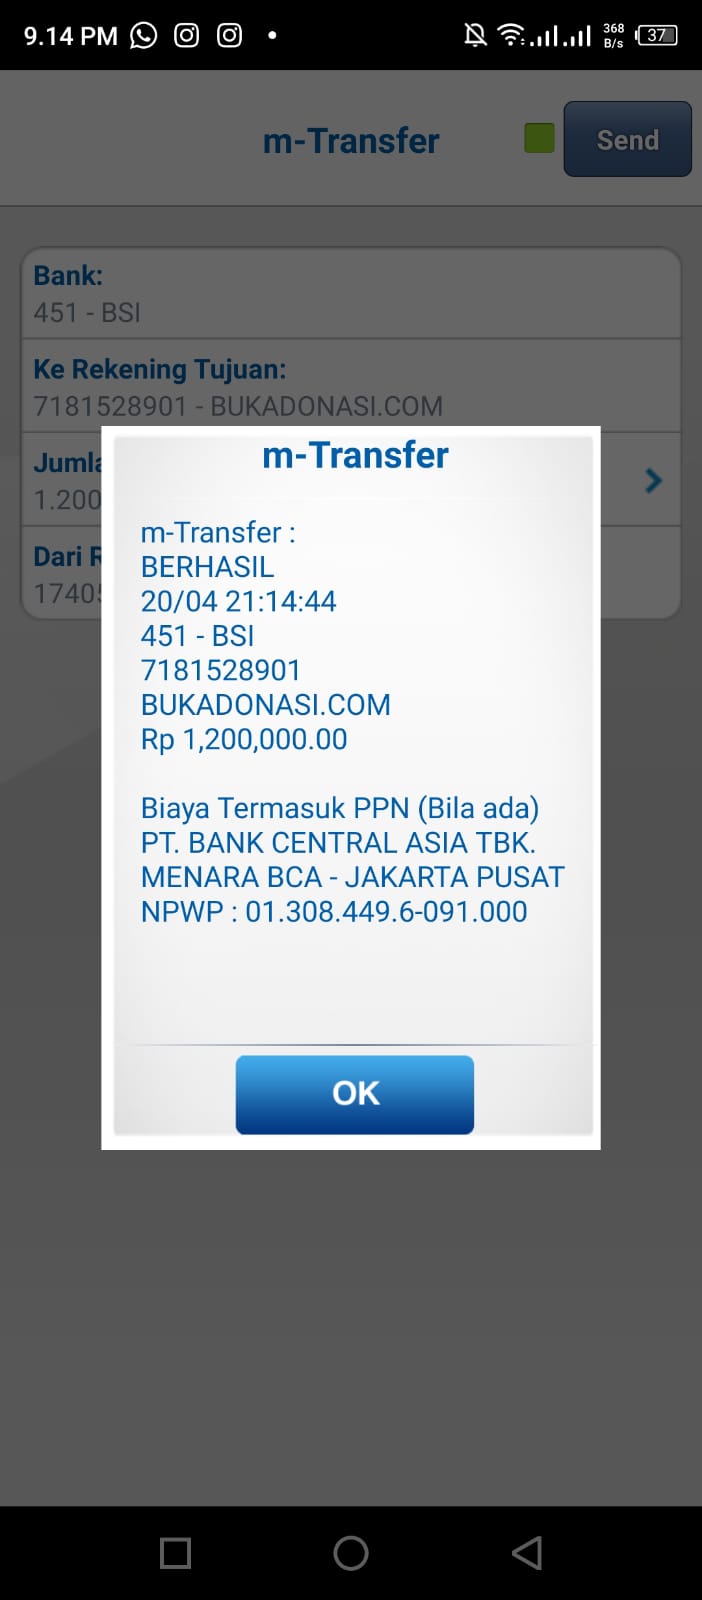 9.14 PM
368
B/s
37
m-Transfer
Send
Bank:
451 - BSI
Ke Rekening Tujuan:
7181528901 - BUKADONASI.COM
m-Transfer
m-Transfer :
BERHASIL
20/04 21:14:44
451 - BSI
7181528901
BUKADONASI.COM
Rp 1,200,000.00
Biaya Termasuk PPN (Bila ada)
PT. BANK CENTRAL ASIA TBK.
MENARA BCA - JAKARTA PUSAT
NPWP : 01.308.449.6-091.000
OK
Jumla
1.200
Dari R
1740